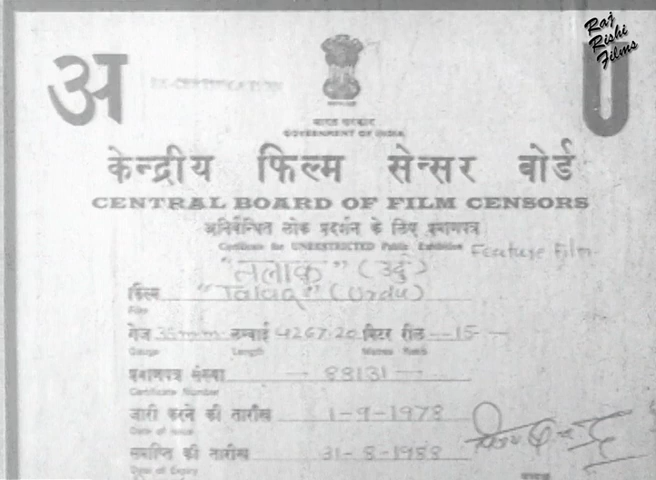 Raj
Rishi
Films
अ
RE-CERTIFICATION
U
भारत सरकार
GOVERNMENT OF INDIA
केन्द्रीय फिल्म सेन्सर बोर्ड
CENTRAL BOARD OF FILM CENSORS
अनिर्बन्धित लोक प्रदर्शन के लिए प्रमाणपत्र
Certificate for UNRESTRICTED Public Exhibition Feature Film
"तलाक" (उर्दू)
फिल्म "Talaq" (Urdu)
Film
गेज 35mm लम्बाई 4267.20 मिटर रील - 15 -
Gauge Length Metres Reels
प्रमाणपत्र संख्या - 88131 -
Certificate Number
जारी करने की तारीख 1-9-1978
Date of Issue
समाप्ति की तारीख 31-8-1988
Date of Expiry